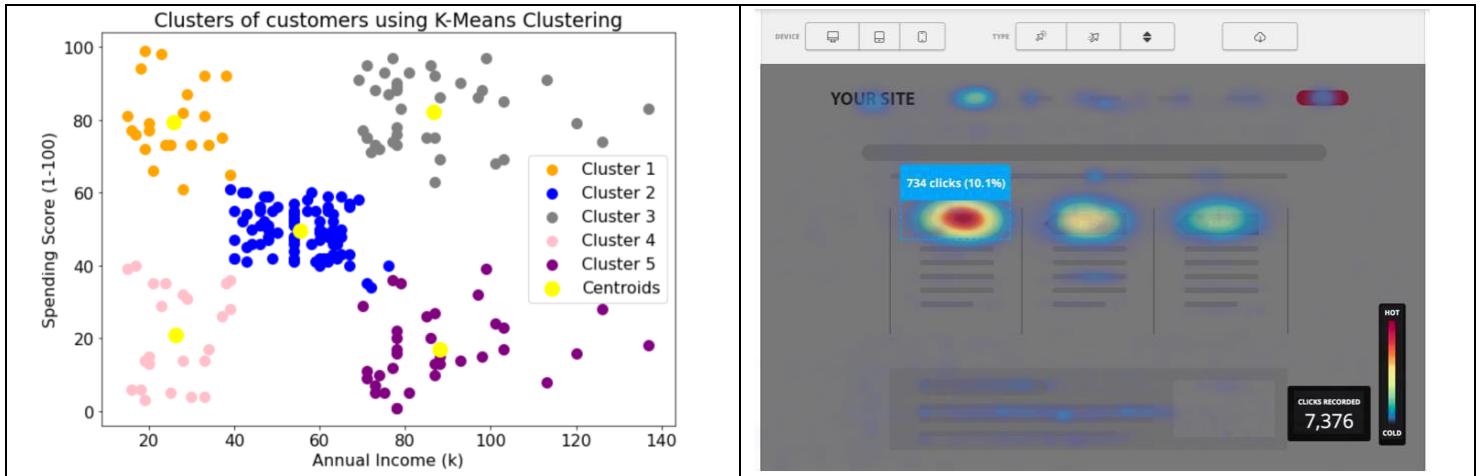 Clusters of customers using K-Means Clustering
100
80
60
40
20
0
Spending Score (1-100)
Cluster 1
Cluster 2
Cluster 3
Cluster 4
Cluster 5
Centroids
20 40 60 80 100 120 140
Annual Income (k)
DEVICE TYPE
YOUR SITE
734 clicks (10.1%)
HOT
CLICKS RECORDED
7,376
COLD